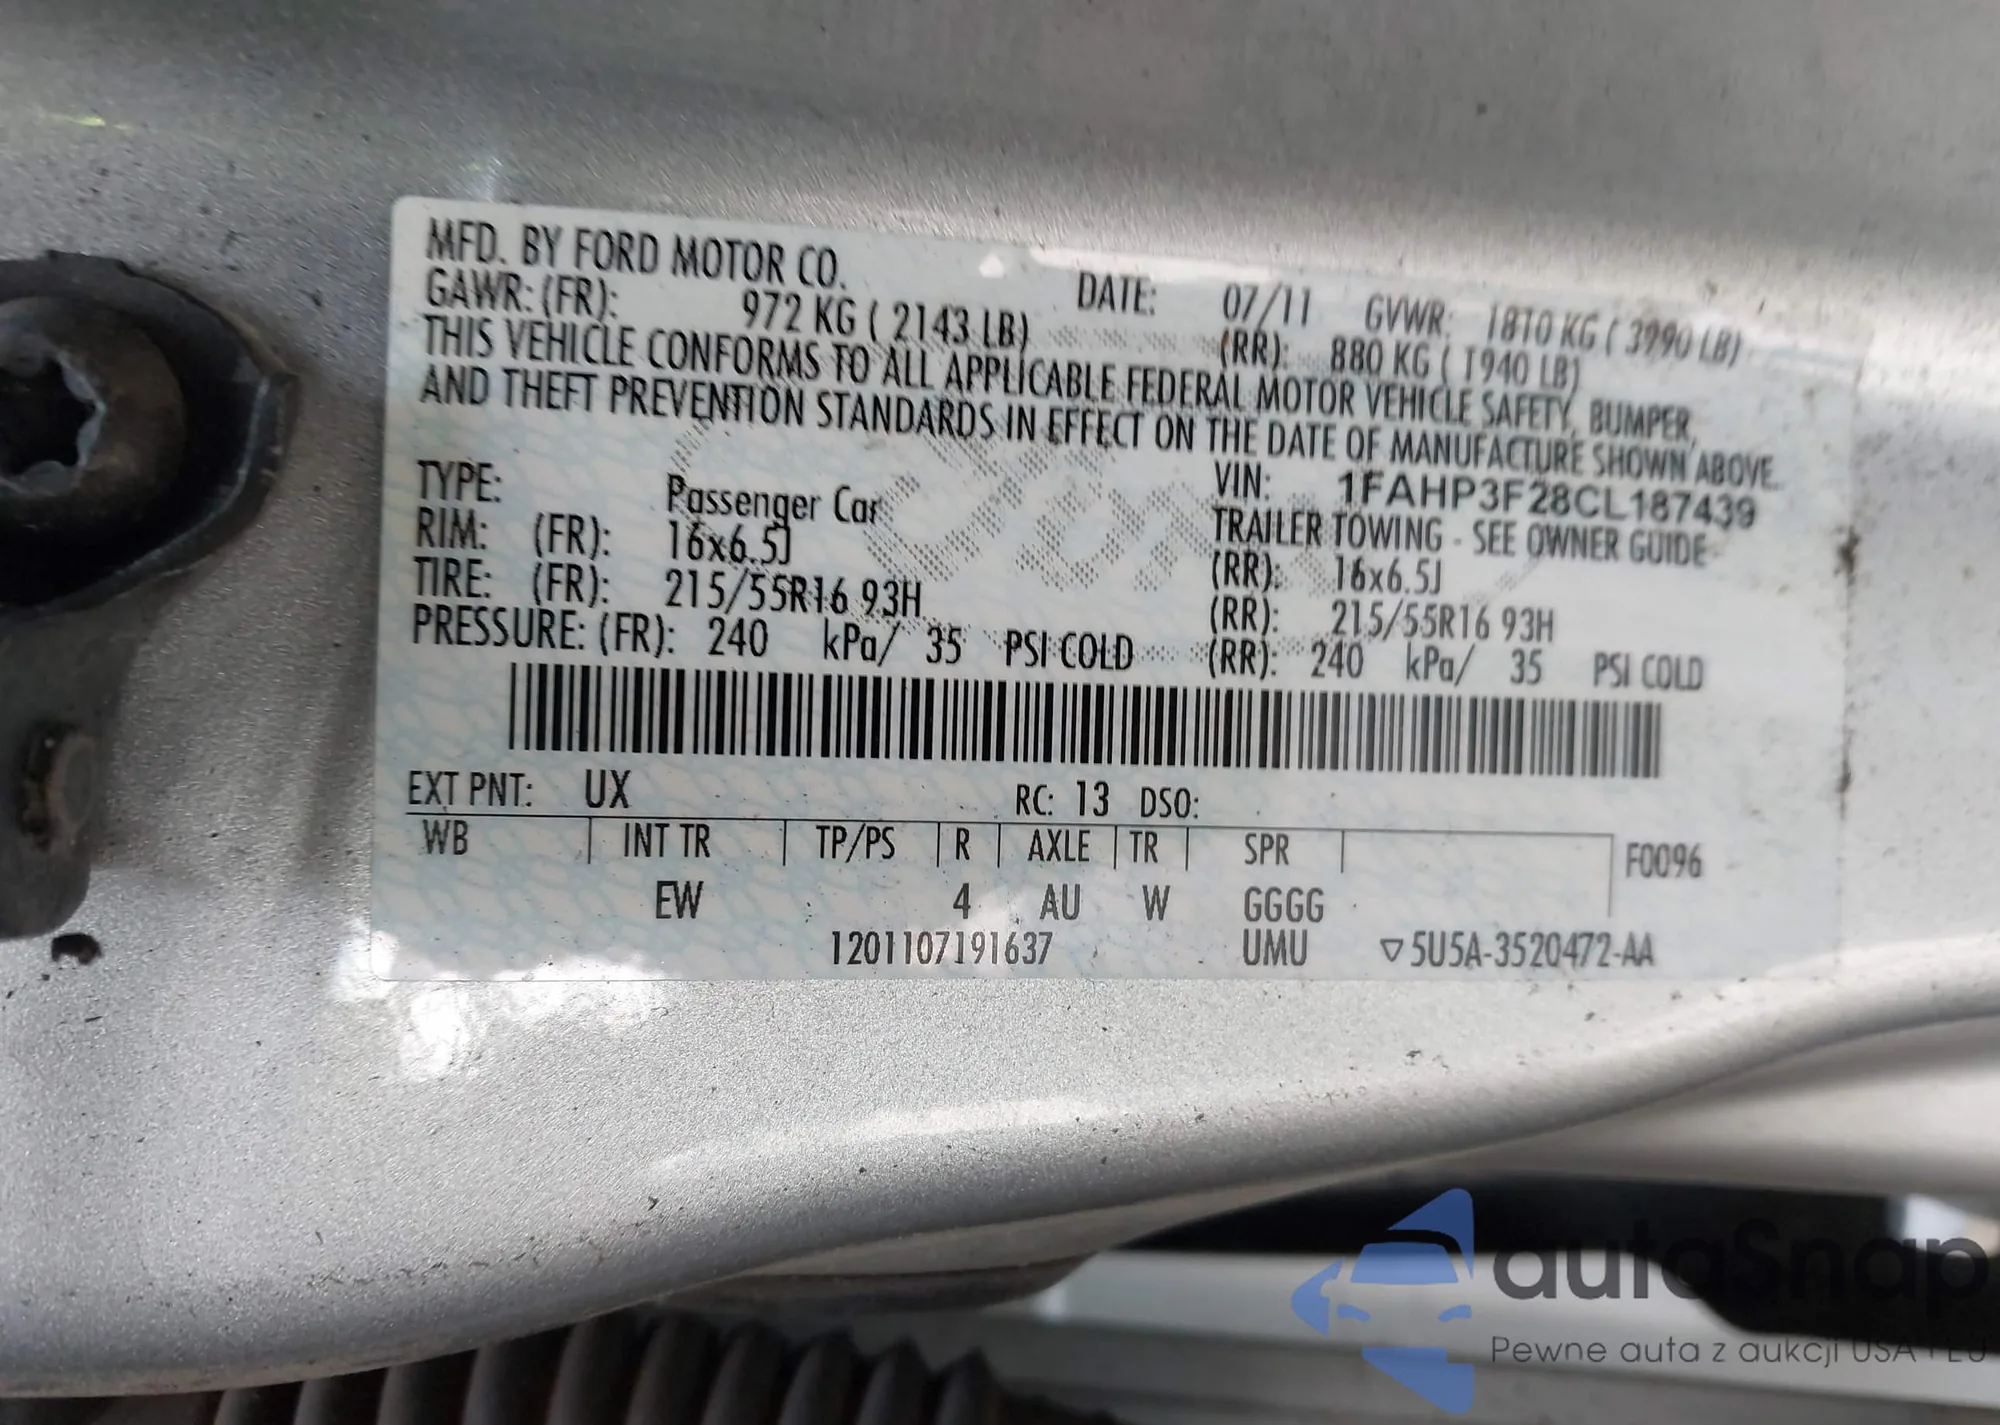 MFD. BY FORD MOTOR CO. DATE: 07/11 GVWR: 1810 KG ( 3990 LB)
GAWR: (FR): 972 KG ( 2143 LB) (RR): 880 KG ( 1940 LB)
THIS VEHICLE CONFORMS TO ALL APPLICABLE FEDERAL MOTOR VEHICLE SAFETY, BUMPER,
AND THEFT PREVENTION STANDARDS IN EFFECT ON THE DATE OF MANUFACTURE SHOWN ABOVE.
VIN: 1FAHP3F28CL187439
TYPE: Passenger Car TRAILER TOWING - SEE OWNER GUIDE
RIM: (FR): 16x6.5J (RR): 16x6.5J
TIRE: (FR): 215/55R16 93H (RR): 215/55R16 93H
PRESSURE: (FR): 240 kPa/ 35 PSI COLD (RR): 240 kPa/ 35 PSI COLD
EXT PNT: UX RC: 13 DSO:
WB | INT TR | TP/PS | R | AXLE | TR | SPR | F0096
EW 4 AU W GGGG
1201107191637 UMU ▽5U5A-3520472-AA
autoSnap
Pewne auta z aukcji USA i EU